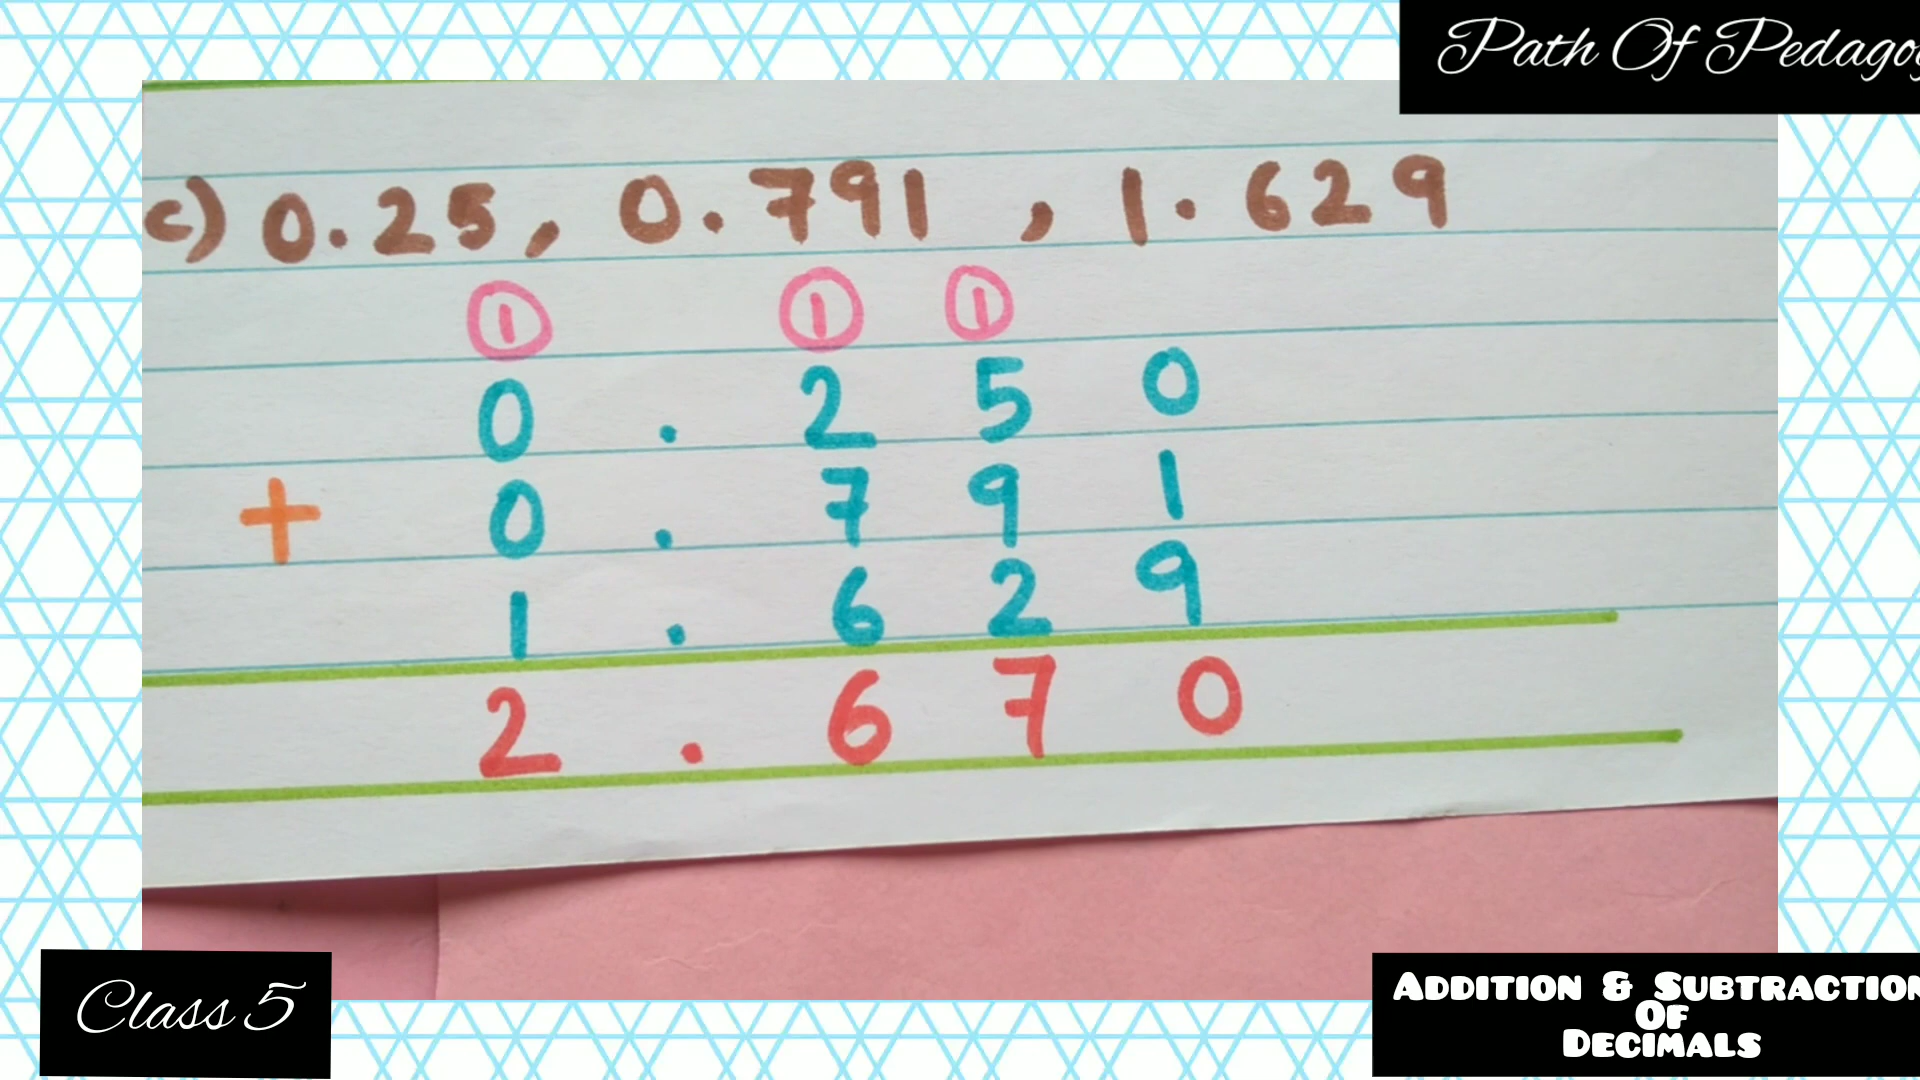 Path Of Pedago
c) 0.25, 0.791, 1.629
1 1 1
0 . 2 5 0
+ 0 . 7 9 1
1 . 6 2 9
2 . 6 7 0
Class 5
Addition & Subtraction
Of
Decimals